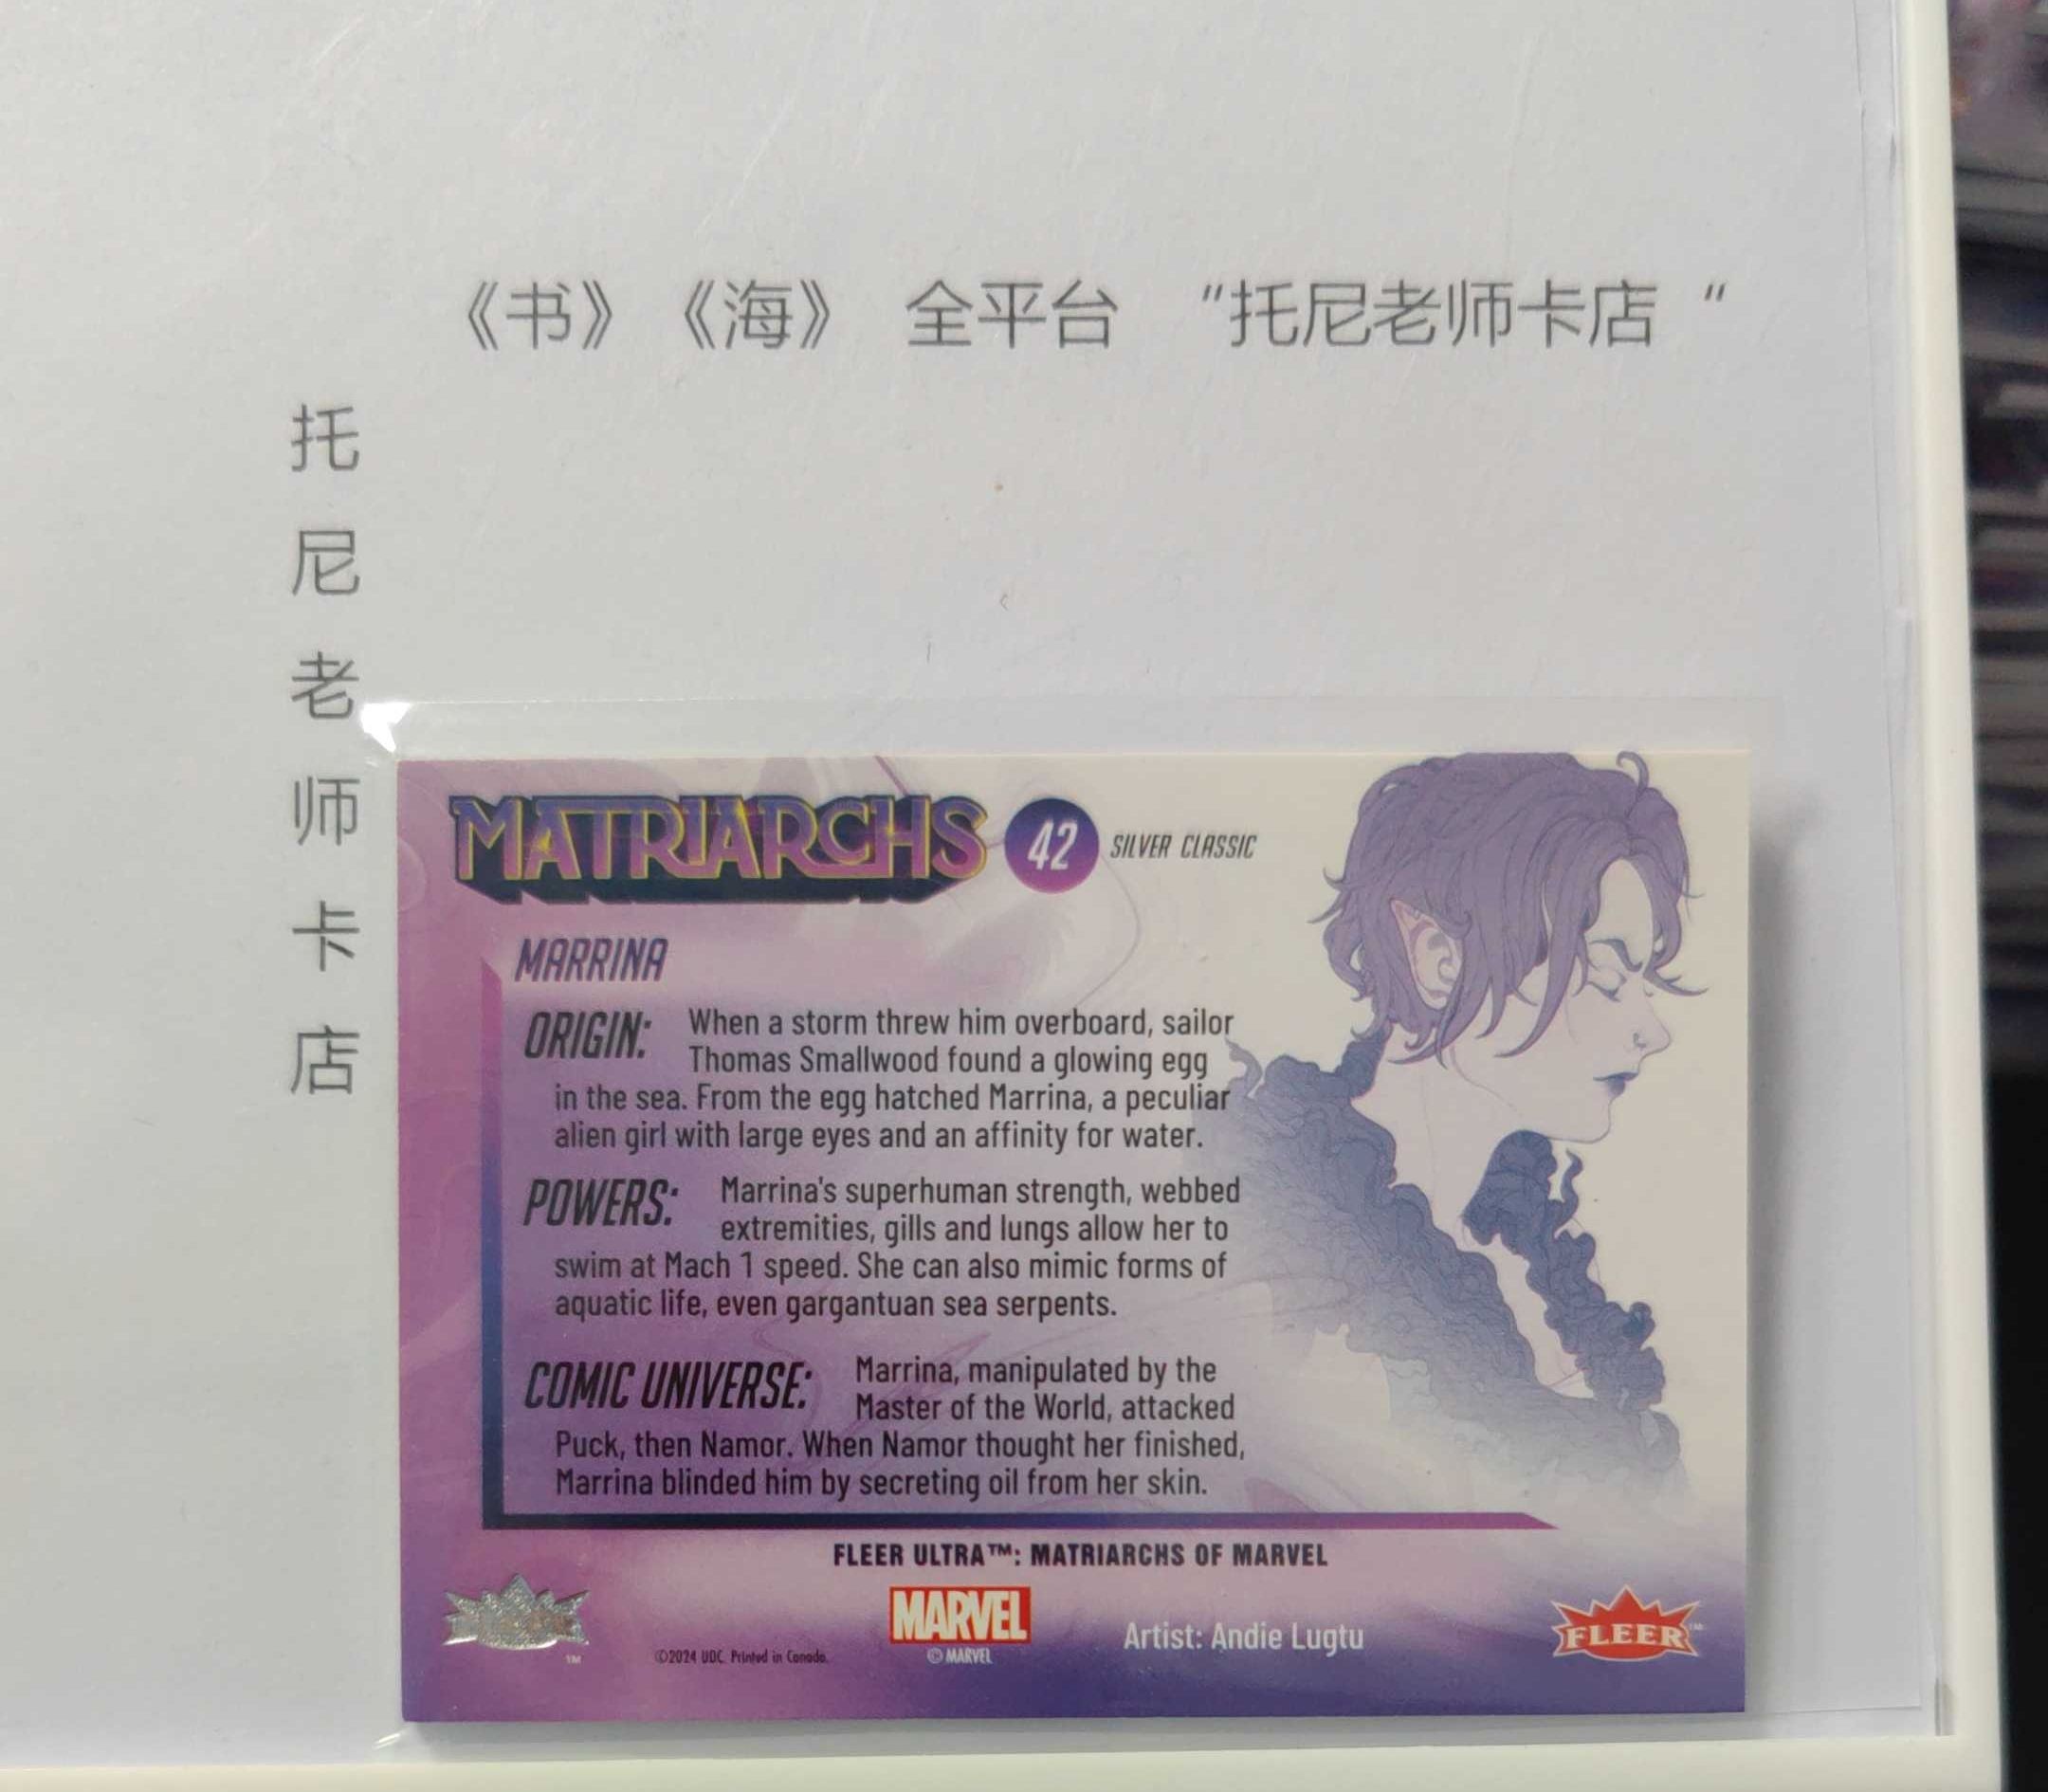 《书》《海》 全平台 “托尼老师卡店“
托
尼
老
师
卡
店
MATRIARCHS 42 SILVER CLASSIC
MARRINA
ORIGIN: When a storm threw him overboard, sailor
Thomas Smallwood found a glowing egg
in the sea. From the egg hatched Marrina, a peculiar
alien girl with large eyes and an affinity for water.
POWERS: Marrina's superhuman strength, webbed
extremities, gills and lungs allow her to
swim at Mach 1 speed. She can also mimic forms of
aquatic life, even gargantuan sea serpents.
COMIC UNIVERSE: Marrina, manipulated by the
Master of the World, attacked
Puck, then Namor. When Namor thought her finished,
Marrina blinded him by secreting oil from her skin.
FLEER ULTRA™: MATRIARCHS OF MARVEL
TM
©2024 UDC. Printed in Canada.
MARVEL
© MARVEL
Artist: Andie Lugtu
FLEER™